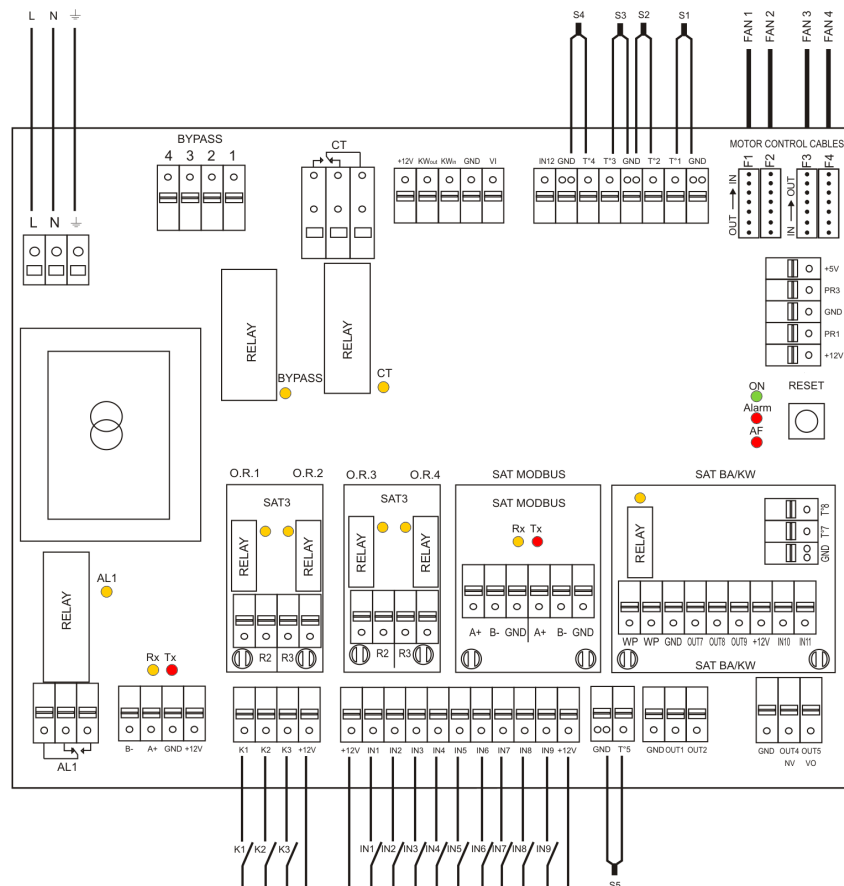 L N ⏚
S4 S3 S2 S1
FAN 1 FAN 2 FAN 3 FAN 4
BYPASS
4 3 2 1
CT
MOTOR CONTROL CABLES
+12V KWout KWin GND VI
IN12 GND T°4 T°3 GND T°2 T°1 GND
F1 F2 F3 F4
OUT → IN
IN → OUT
L N ⏚
+5V
PR3
GND
PR1
+12V
RELAY
RELAY
BYPASS
CT
ON
Alarm
AF
RESET
O.R.1 O.R.2
SAT3
RELAY RELAY
R2 R3
O.R.3 O.R.4
SAT3
RELAY RELAY
R2 R3
SAT MODBUS
SAT MODBUS
Rx Tx
A+ B- GND A+ B- GND
SAT BA/KW
RELAY
T°8
T°7
GND
WP WP GND OUT7 OUT8 OUT9 +12V IN10 IN11
SAT BA/KW
RELAY
AL1
Rx Tx
AL1
B- A+ GND +12V
K1 K2 K3 +12V
+12V IN1 IN2 IN3 IN4 IN5 IN6 IN7 IN8 IN9 +12V
GND T°5
GND OUT1 OUT2
GND OUT4 OUT5
NV VO
K1 K2 K3
IN1 IN2 IN3 IN4 IN5 IN6 IN7 IN8 IN9
S5